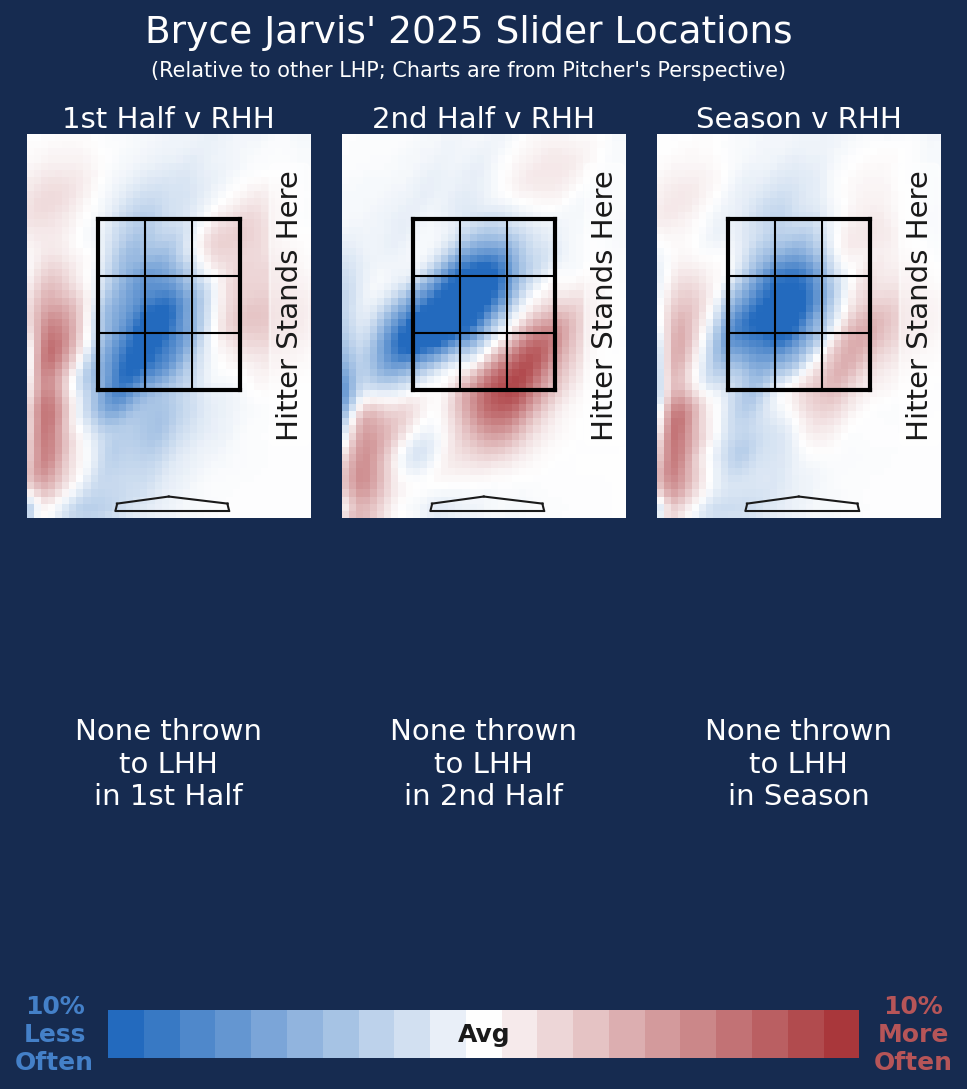 Bryce Jarvis' 2025 Slider Locations
(Relative to other LHP; Charts are from Pitcher's Perspective)
1st Half v RHH
2nd Half v RHH
Season v RHH
Hitter Stands Here
Hitter Stands Here
Hitter Stands Here
None thrown
to LHH
in 1st Half
None thrown
to LHH
in 2nd Half
None thrown
to LHH
in Season
10%
Less
Often
Avg
10%
More
Often